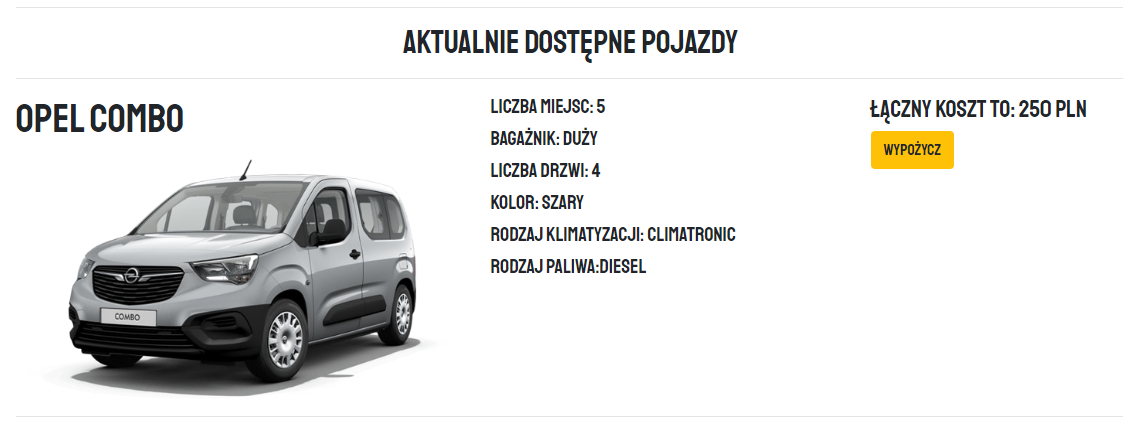 AKTUALNIE DOSTĘPNE POJAZDY
OPEL COMBO
COMBO
LICZBA MIEJSC: 5
BAGAŻNIK: DUŻY
LICZBA DRZWI: 4
KOLOR: SZARY
RODZAJ KLIMATYZACJI: CLIMATRONIC
RODZAJ PALIWA:DIESEL
ŁĄCZNY KOSZT TO: 250 PLN
WYPOŻYCZ